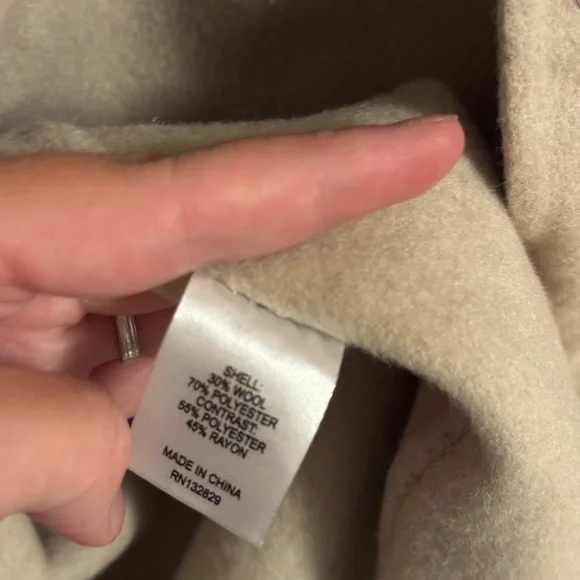 SHELL:
30% WOOL
70% POLYESTER
CONTRAST:
55% POLYESTER
45% RAYON
MADE IN CHINA
RN132829